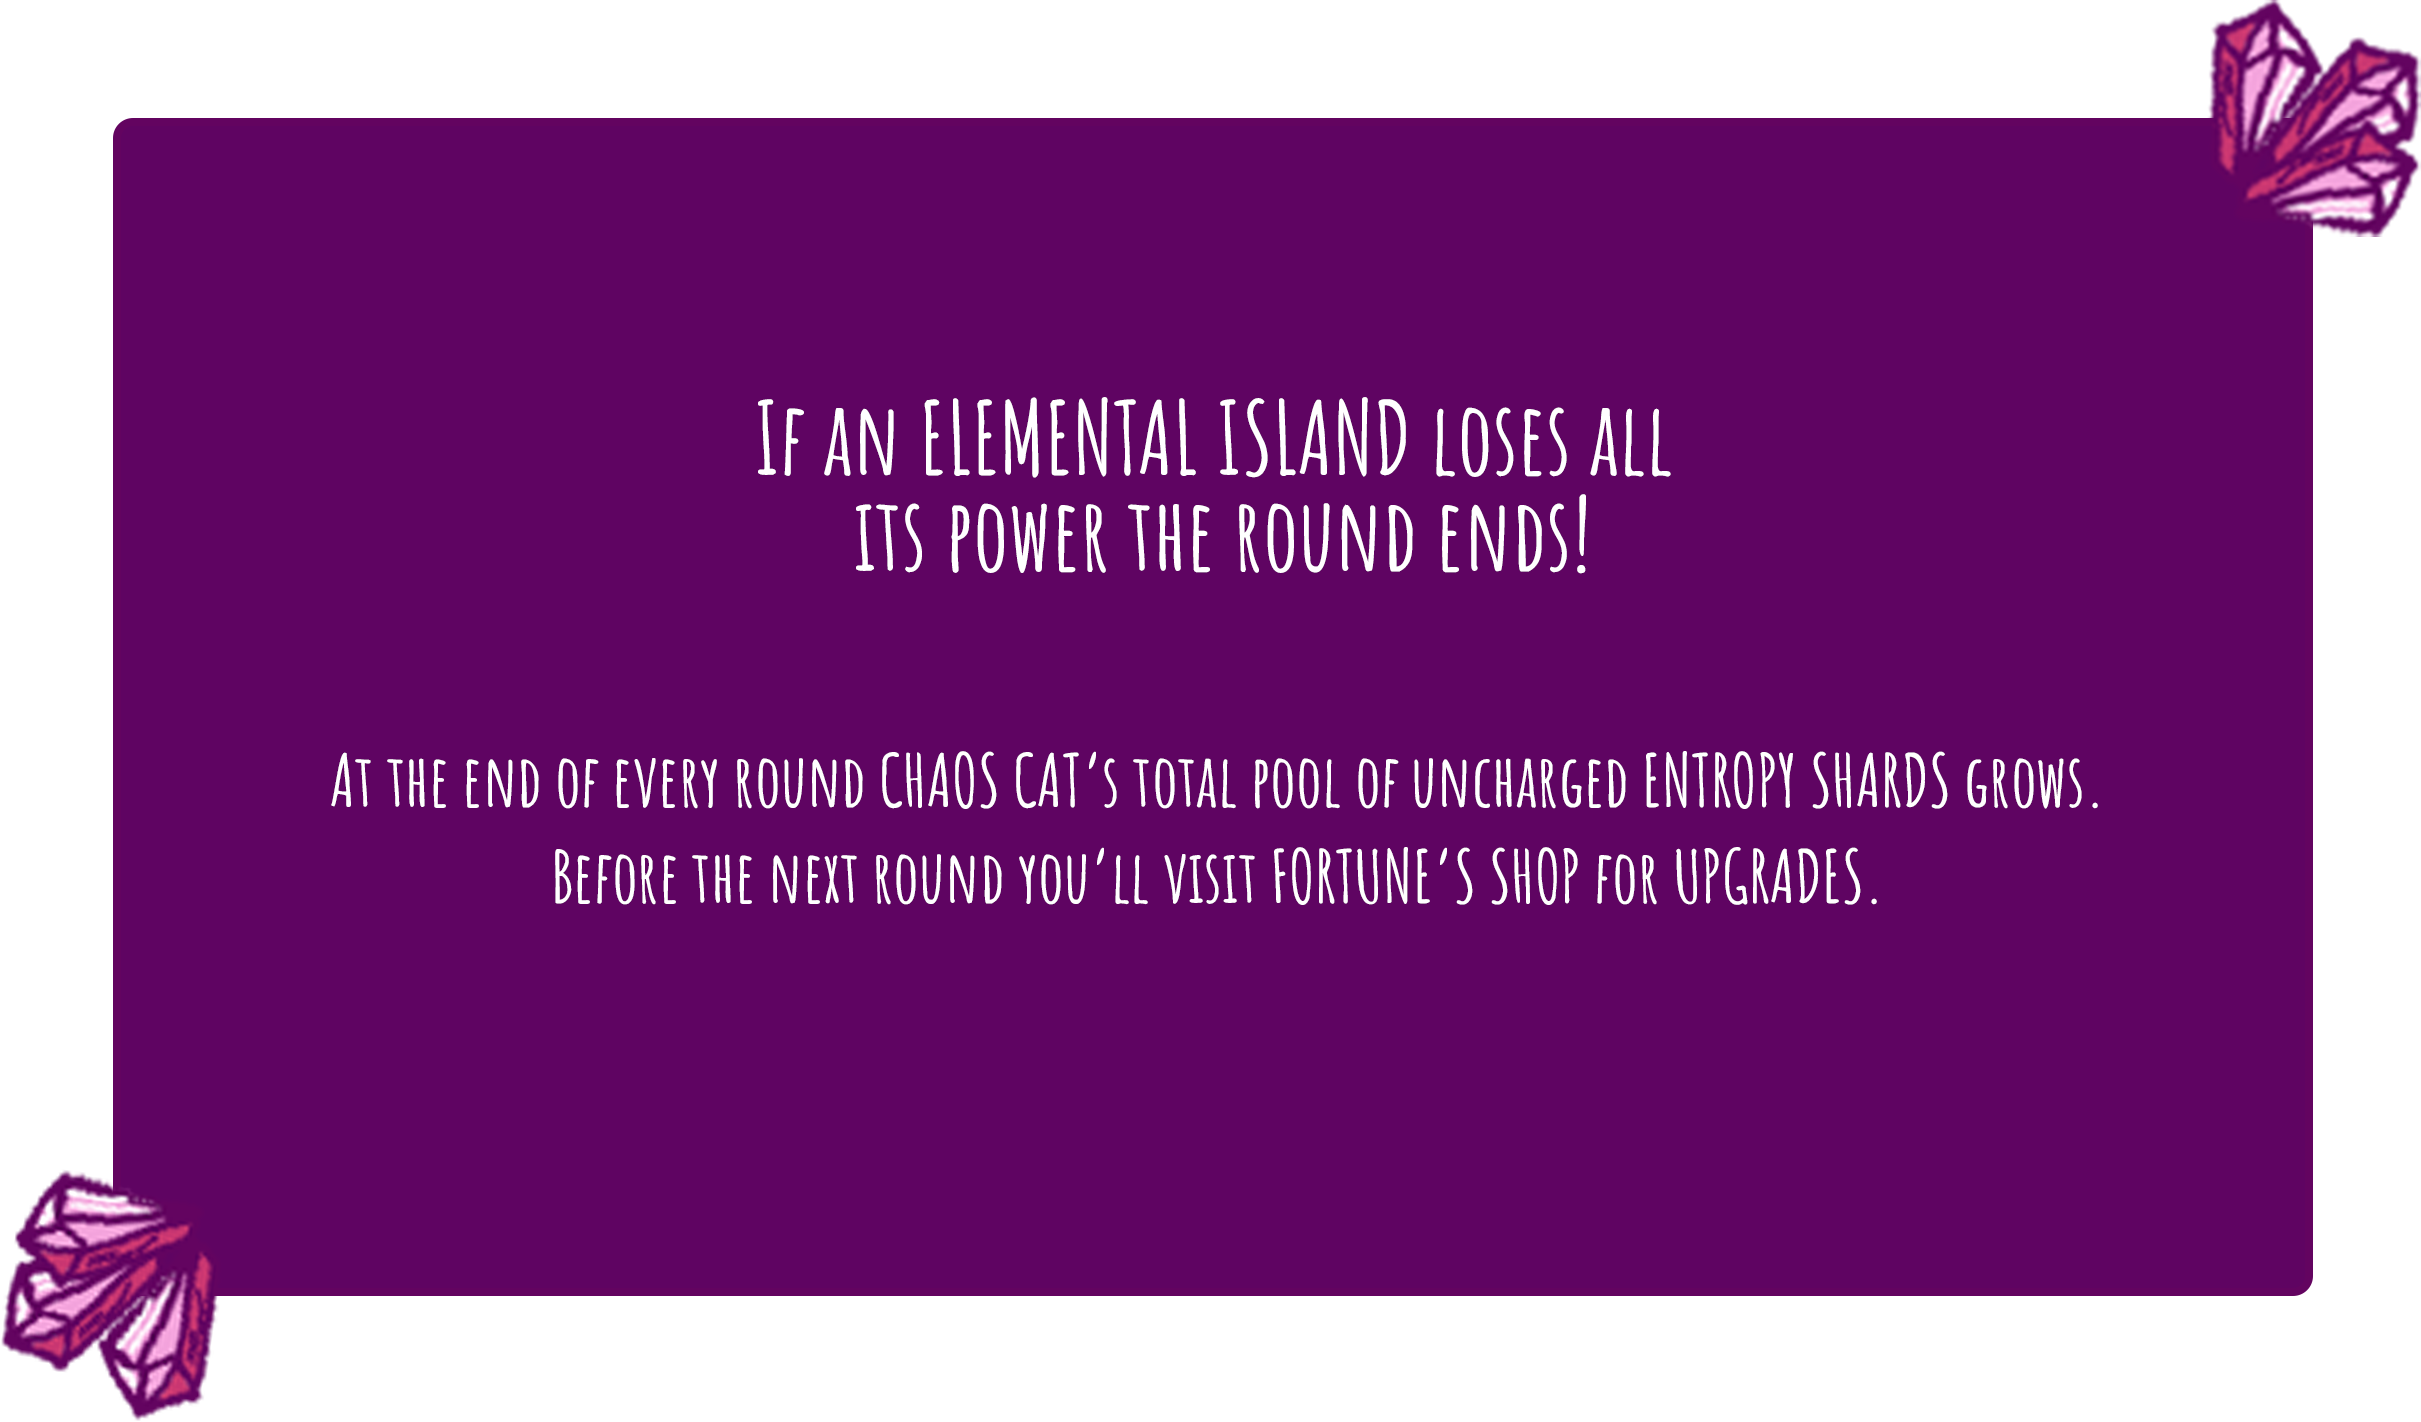 If an ELEMENTAL ISLAND loses all
its power the round ends!
At the end of every round CHAOS CAT's total pool of uncharged ENTROPY SHARDS grows.
Before the next round you'll visit FORTUNE'S SHOP for UPGRADES.